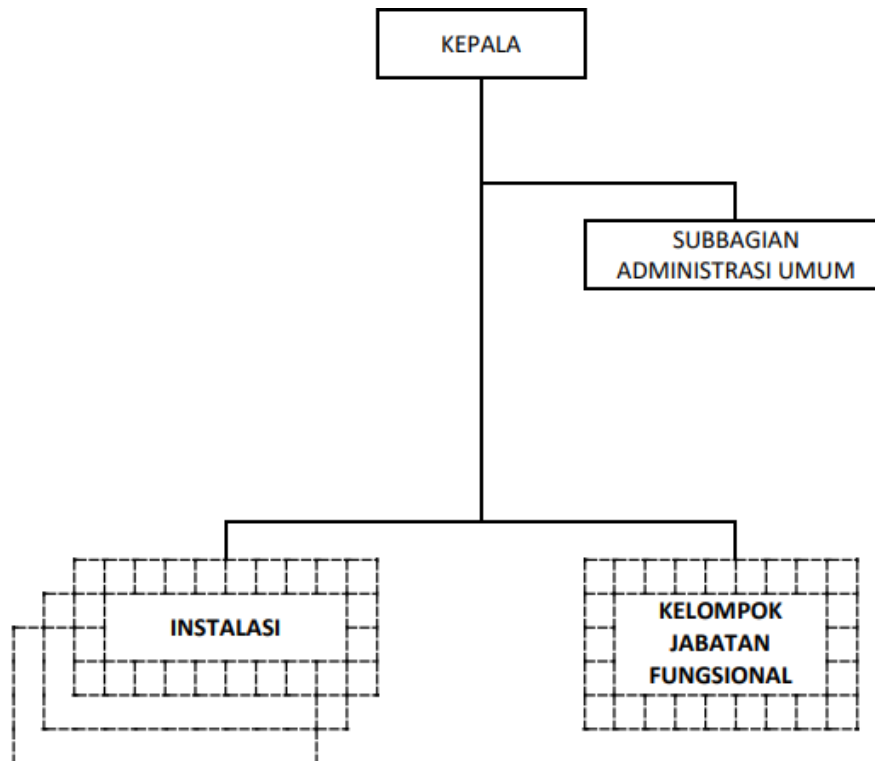 KEPALA
SUBBAGIAN
ADMINISTRASI UMUM
INSTALASI
KELOMPOK
JABATAN
FUNGSIONAL